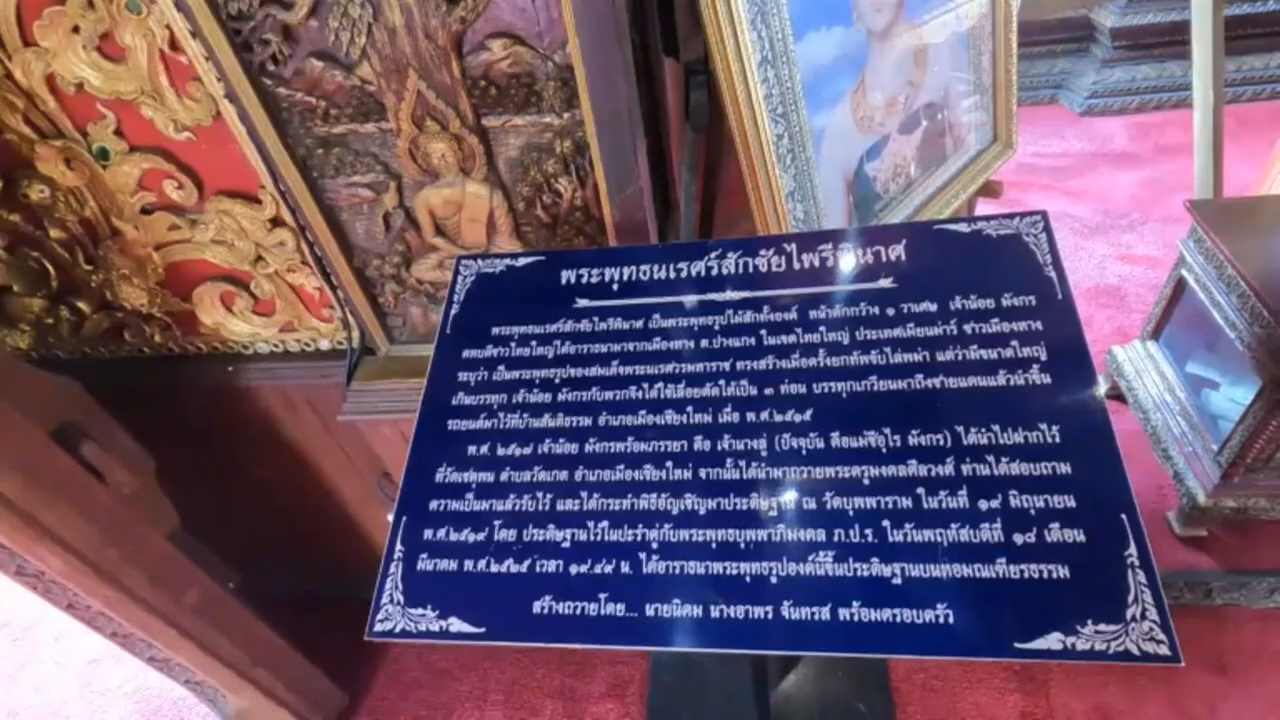 พระพุทธนเรศร์สักชัยไพรีพินาศ
พระพุทธนเรศร์สักชัยไพรีพินาศ เป็นพระพุทธรูปไม้สักทั้งองค์ หน้าตักกว้าง ๑ วาเศษ เจ้าน้อย มังกร
คหบดีชาวไทยใหญ่ได้อาราธนามาจากเมืองหาง ต.ปางแกง ในเขตไทยใหญ่ ประเทศเมียนม่าร์ ชาวเมืองหาง
ระบุว่า เป็นพระพุทธรูปของสมเด็จพระนเรศวรมหาราช ทรงสร้างเมื่อครั้งยกทัพขับไล่พม่า แต่ว่ามีขนาดใหญ่
เกินบรรทุก เจ้าน้อย มังกรกับพวกจึงได้ใช้เลื่อยตัดให้เป็น ๓ ท่อน บรรทุกเกวียนมาถึงชายแดนแล้วนำขึ้น
รถยนต์มาไว้ที่บ้านสันติธรรม อำเภอเมืองเชียงใหม่ เมื่อ พ.ศ.๒๕๑๕
พ.ศ. ๒๕๑๗ เจ้าน้อย มังกรพร้อมภรรยา คือ เจ้านางลู่ (ปัจจุบัน คือแม่ชีอุไร มังกร) ได้นำไปฝากไว้
ที่วัดเชตุพน ตำบลวัดเกต อำเภอเมืองเชียงใหม่ จากนั้นได้นำมาถวายพระครูมงคลศีลวงศ์ ท่านได้สอบถาม
ความเป็นมาแล้วรับไว้ และได้กระทำพิธีอัญเชิญมาประดิษฐาน ณ วัดบุพพาราม ในวันที่ ๑๙ มิถุนายน
พ.ศ.๒๕๑๙ โดย ประดิษฐานไว้ในปะรำคู่กับพระพุทธบุพพาภิมงคล ภ.ป.ร. ในวันพฤหัสบดีที่ ๑๘ เดือน
มีนาคม พ.ศ.๒๕๒๕ เวลา ๑๙.๔๙ น. ได้อาราธนาพระพุทธรูปองค์นี้ขึ้นประดิษฐานบนหอมณเฑียรธรรม
สร้างถวายโดย... นายนิคม นางอาพร จันทรส พร้อมครอบครัว